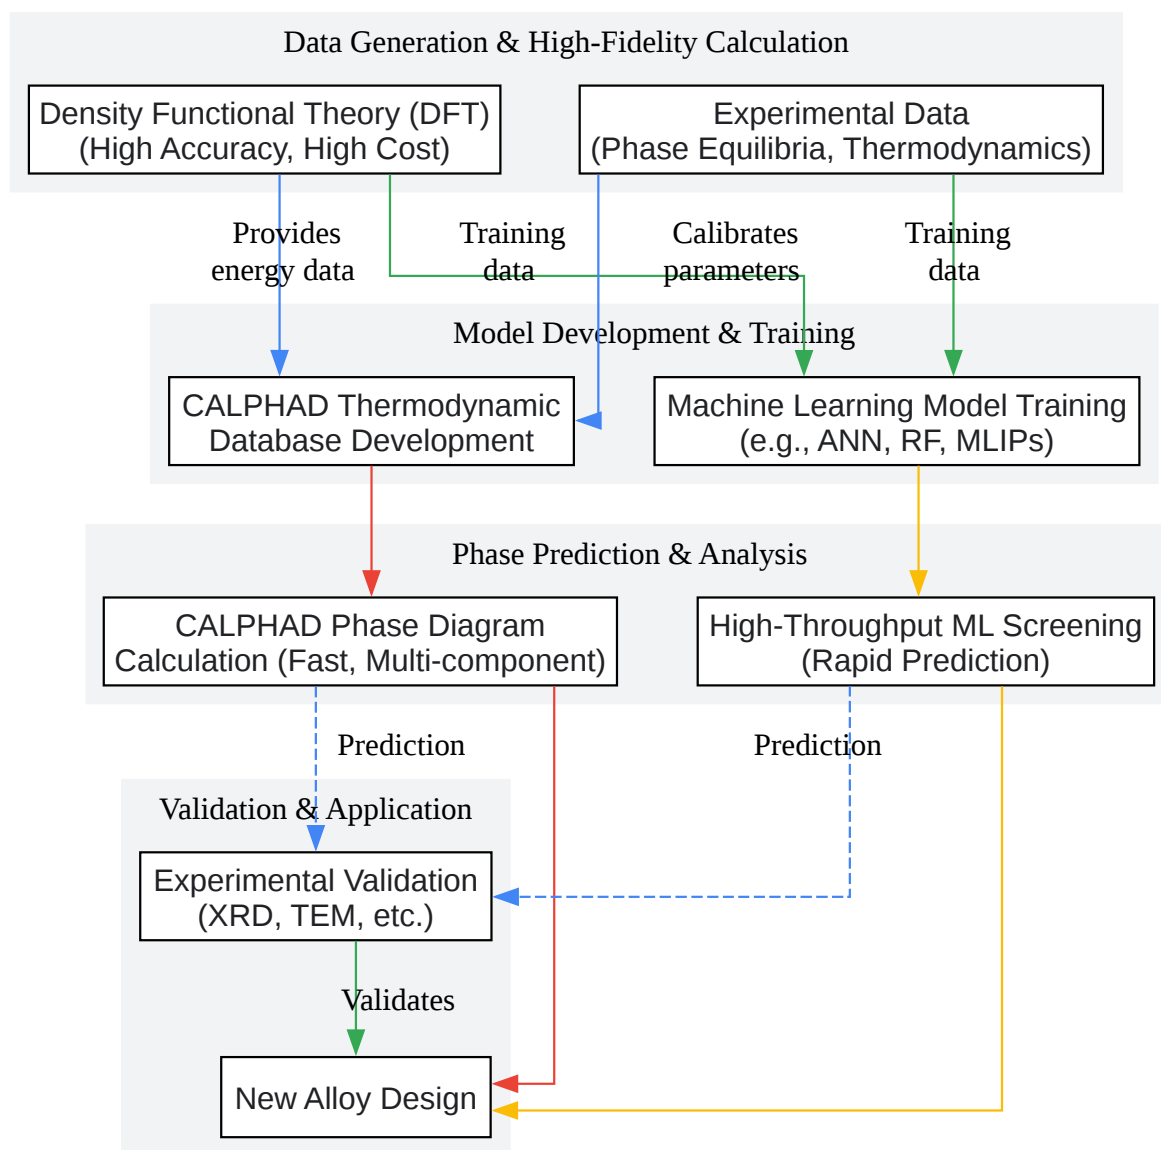 Data Generation & High-Fidelity Calculation
Density Functional Theory (DFT)
(High Accuracy, High Cost)
Experimental Data
(Phase Equilibria, Thermodynamics)
Provides
energy data
Training
data
Calibrates
parameters
Training
data
Model Development & Training
CALPHAD Thermodynamic
Database Development
Machine Learning Model Training
(e.g., ANN, RF, MLIPs)
Phase Prediction & Analysis
CALPHAD Phase Diagram
Calculation (Fast, Multi-component)
High-Throughput ML Screening
(Rapid Prediction)
Prediction
Prediction
Validation & Application
Experimental Validation
(XRD, TEM, etc.)
Validates
New Alloy Design